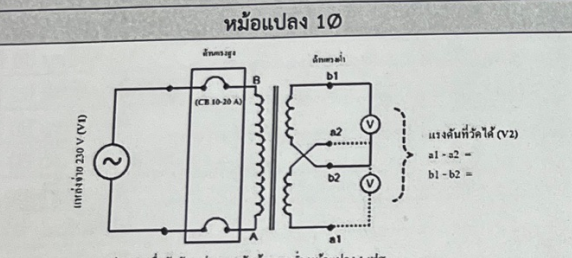 หม้อแปลง 1Ø
ด้านแรงสูง
ด้านแรงต่ำ
B
b1
(CB 10-20 A)
แหล่งจ่าย 230 V (V1)
a2
V
แรงดันที่วัดได้ (V2)
a1 - a2 =
b2
V
b1 - b2 =
A
a1